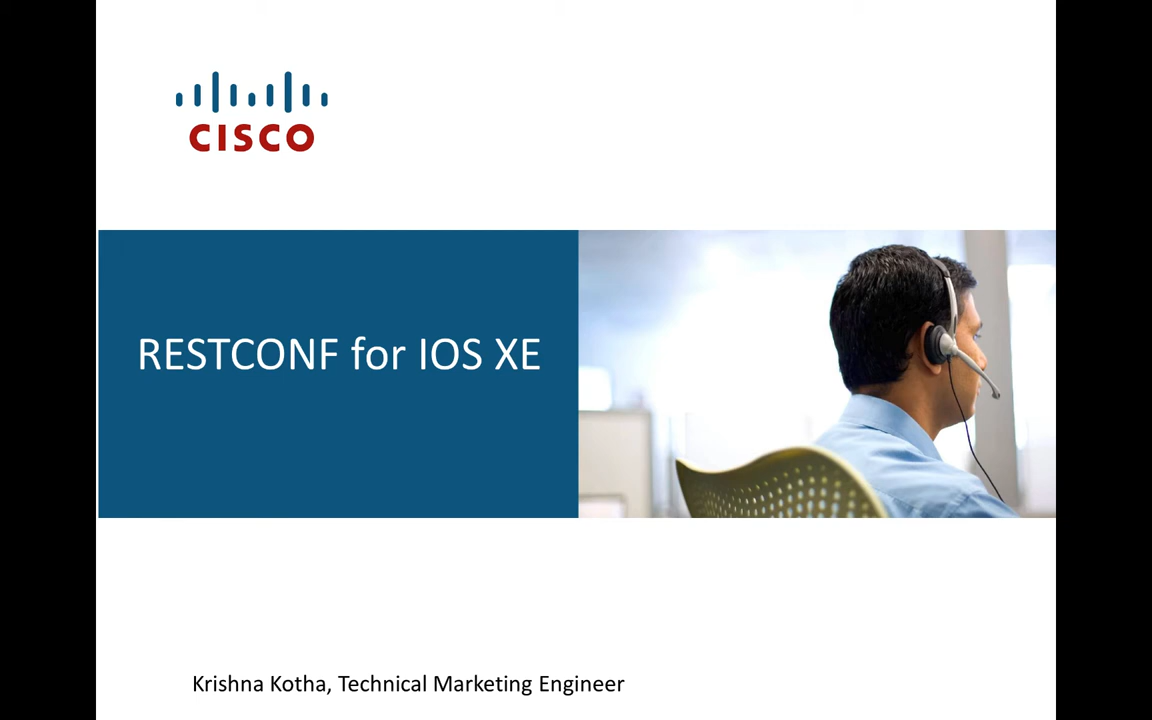 CISCO
RESTCONF for IOS XE
Krishna Kotha, Technical Marketing Engineer